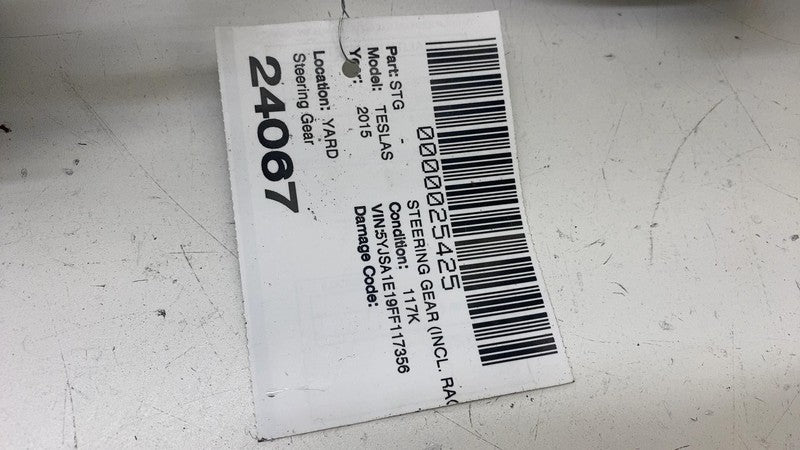 0000025425
STEERING GEAR (INCL. RAC
Part: STG -
Model: TESLAS
Condition: 117K
Year: 2015
VIN:5YJSA1E19FF117356
Damage Code:
Location: YARD
Steering Gear
24067